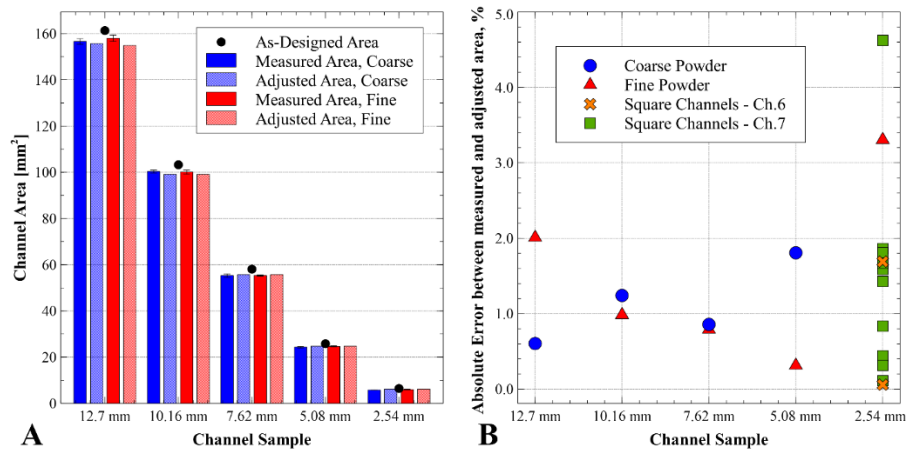 160
140
120
100
80
60
40
20
0
Channel Area [mm²]
As-Designed Area
Measured Area, Coarse
Adjusted Area, Coarse
Measured Area, Fine
Adjusted Area, Fine
12.7 mm 10.16 mm 7.62 mm 5.08 mm 2.54 mm
Channel Sample
A
5.0
4.0
3.0
2.0
1.0
0.0
Absolute Error between measured and adjusted area, %
Coarse Powder
Fine Powder
Square Channels - Ch.6
Square Channels - Ch.7
12.7 mm 10.16 mm 7.62 mm 5.08 mm 2.54 mm
Channel Sample
B